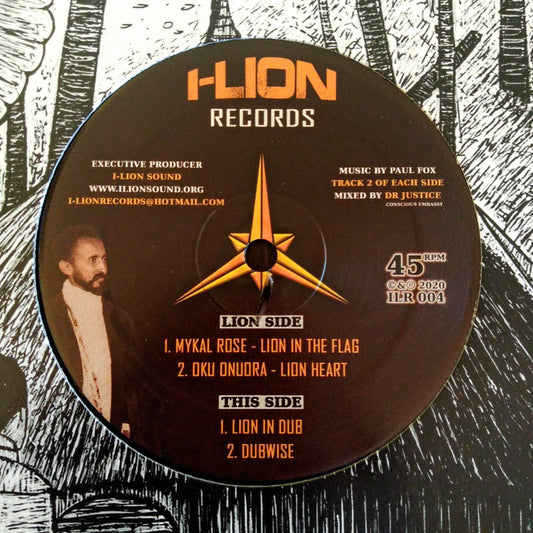 I-LION
RECORDS
EXECUTIVE PRODUCER
I-LION SOUND
WWW.ILIONSOUND.ORG
I-LIONRECORDS@HOTMAIL.COM
MUSIC BY PAUL FOX
TRACK 2 OF EACH SIDE
MIXED BY DR JUSTICE
CONSCIOUS EMBASSY
45 RPM
©&℗ 2020
ILR 004
LION SIDE
1. MYKAL ROSE - LION IN THE FLAG
2. OKU ONUORA - LION HEART
THIS SIDE
1. LION IN DUB
2. DUBWISE